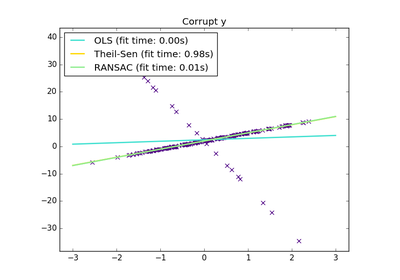 Corrupt y
OLS (fit time: 0.00s)
Theil-Sen (fit time: 0.98s)
RANSAC (fit time: 0.01s)
40
30
20
10
0
−10
−20
−30
−3 −2 −1 0 1 2 3